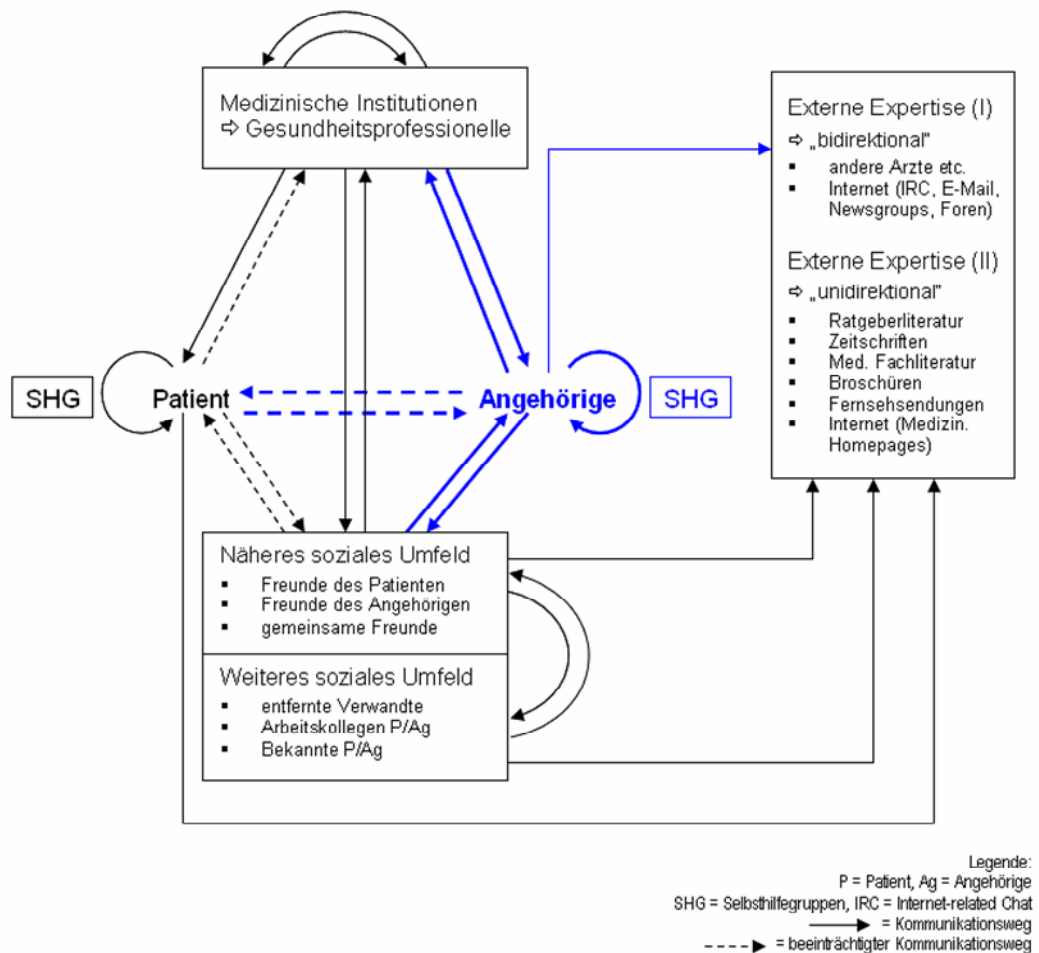 Medizinische Institutionen
⇨ Gesundheitsprofessionelle
Externe Expertise (I)
⇨ „bidirektional"
▪ andere Arzte etc.
▪ Internet (IRC, E-Mail,
Newsgroups, Foren)
Externe Expertise (II)
⇨ „unidirektional"
▪ Ratgeberliteratur
▪ Zeitschriften
▪ Med. Fachliteratur
▪ Broschüren
▪ Fernsehsendungen
▪ Internet (Medizin.
Homepages)
SHG
Patient
Angehörige
SHG
Näheres soziales Umfeld
▪ Freunde des Patienten
▪ Freunde des Angehörigen
▪ gemeinsame Freunde
Weiteres soziales Umfeld
▪ entfernte Verwandte
▪ Arbeitskollegen P/Ag
▪ Bekannte P/Ag
Legende:
P = Patient, Ag = Angehörige
SHG = Selbsthilfegruppen, IRC = Internet-related Chat
= Kommunikationsweg
= beeinträchtigter Kommunikationsweg